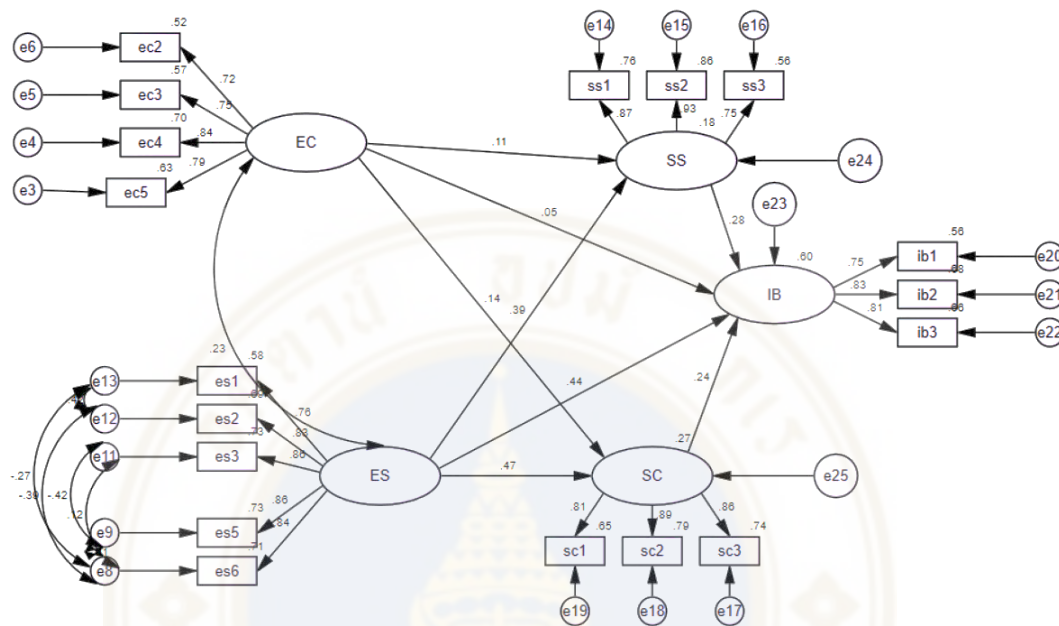 e14 e15 e16
e6 ec2 .52
.72
.76 .86 .56
ss1 ss2 ss3
e5 ec3 .57
.75
.87 .93 .75
e4 ec4 .70
.84
EC
.11
.18
SS
e24
e3 ec5 .63
.79
.05
.28
e23
.60
IB
.75 ib1 .56 e20
.83 ib2 e21
.81 ib3 e22
.14
.39
.23
.58
e13 es1
.76
e12 es2
.83
e11 es3 .73
.86
.44
.24
.27
ES
.47
SC
e25
-.27
-.39
-.42
.12
e9 es5 .73
.86
e8 es6 .71
.84
.81 .89 .86
.65 .79 .74
sc1 sc2 sc3
e19 e18 e17